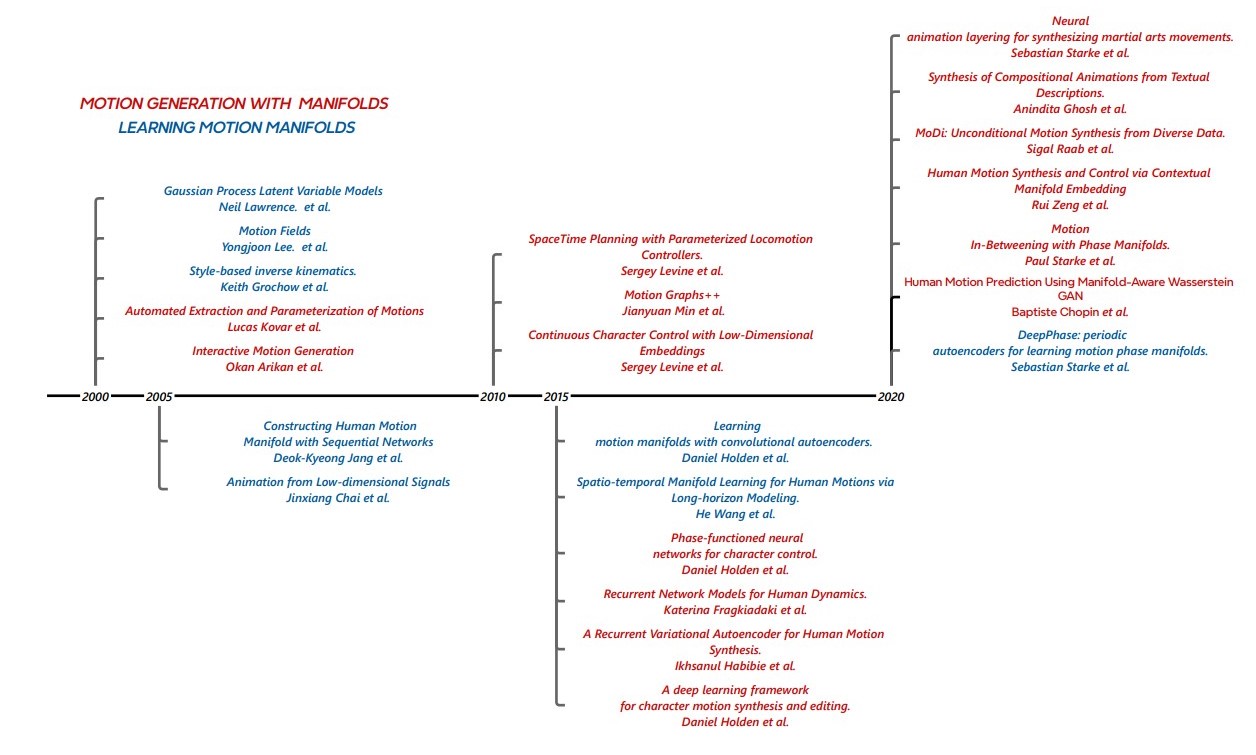 MOTION GENERATION WITH MANIFOLDS
LEARNING MOTION MANIFOLDS
Gaussian Process Latent Variable Models
Neil Lawrence. et al.
Motion Fields
Yongjoon Lee. et al.
Style-based inverse kinematics.
Keith Grochow et al.
Automated Extraction and Parameterization of Motions
Lucas Kovar et al.
Interactive Motion Generation
Okan Arikan et al.
SpaceTime Planning with Parameterized Locomotion
Controllers.
Sergey Levine et al.
Motion Graphs++
Jianyuan Min et al.
Continuous Character Control with Low-Dimensional
Embeddings
Sergey Levine et al.
Neural
animation layering for synthesizing martial arts movements.
Sebastian Starke et al.
Synthesis of Compositional Animations from Textual
Descriptions.
Anindita Ghosh et al.
MoDi: Unconditional Motion Synthesis from Diverse Data.
Sigal Raab et al.
Human Motion Synthesis and Control via Contextual
Manifold Embedding
Rui Zeng et al.
Motion
In-Betweening with Phase Manifolds.
Paul Starke et al.
Human Motion Prediction Using Manifold-Aware Wasserstein
GAN
Baptiste Chopin et al.
DeepPhase: periodic
autoencoders for learning motion phase manifolds.
Sebastian Starke et al.
2000 2005 2010 2015 2020
Constructing Human Motion
Manifold with Sequential Networks
Deok-Kyeong Jang et al.
Animation from Low-dimensional Signals
Jinxiang Chai et al.
Learning
motion manifolds with convolutional autoencoders.
Daniel Holden et al.
Spatio-temporal Manifold Learning for Human Motions via
Long-horizon Modeling.
He Wang et al.
Phase-functioned neural
networks for character control.
Daniel Holden et al.
Recurrent Network Models for Human Dynamics.
Katerina Fragkiadaki et al.
A Recurrent Variational Autoencoder for Human Motion
Synthesis.
Ikhsanul Habibie et al.
A deep learning framework
for character motion synthesis and editing.
Daniel Holden et al.